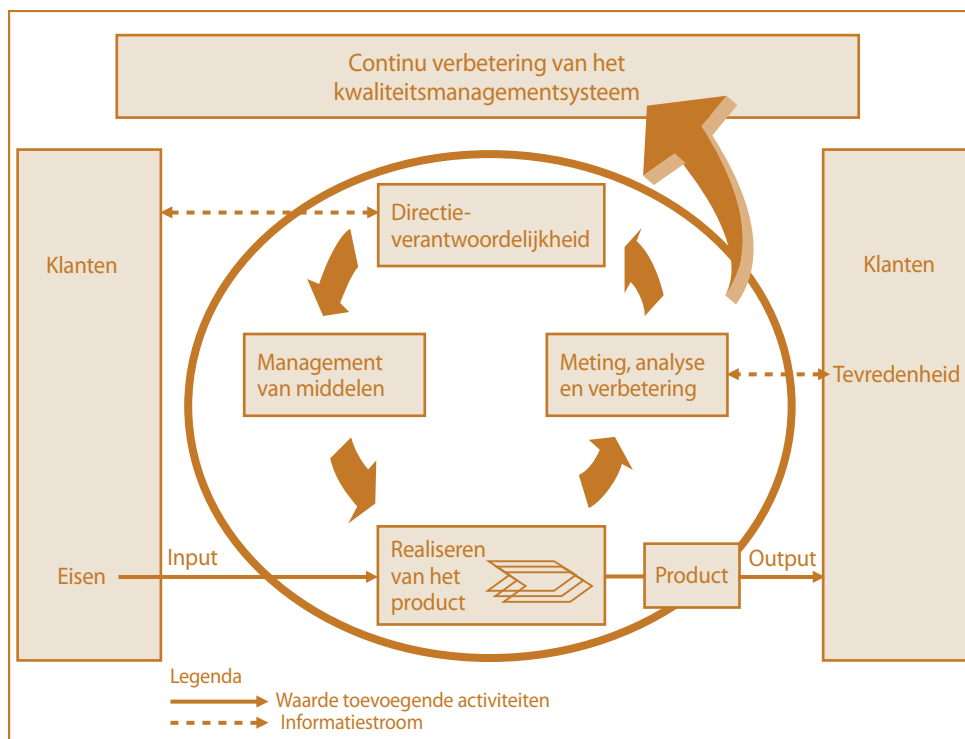 Continu verbetering van het
kwaliteitsmanagementsysteem
Klanten
Directie-
verantwoordelijkheid
Klanten
Management
van middelen
Meting, analyse
en verbetering
Tevredenheid
Eisen
Input
Realiseren
van het
product
Product
Output
Legenda
Waarde toevoegende activiteiten
Informatiestroom